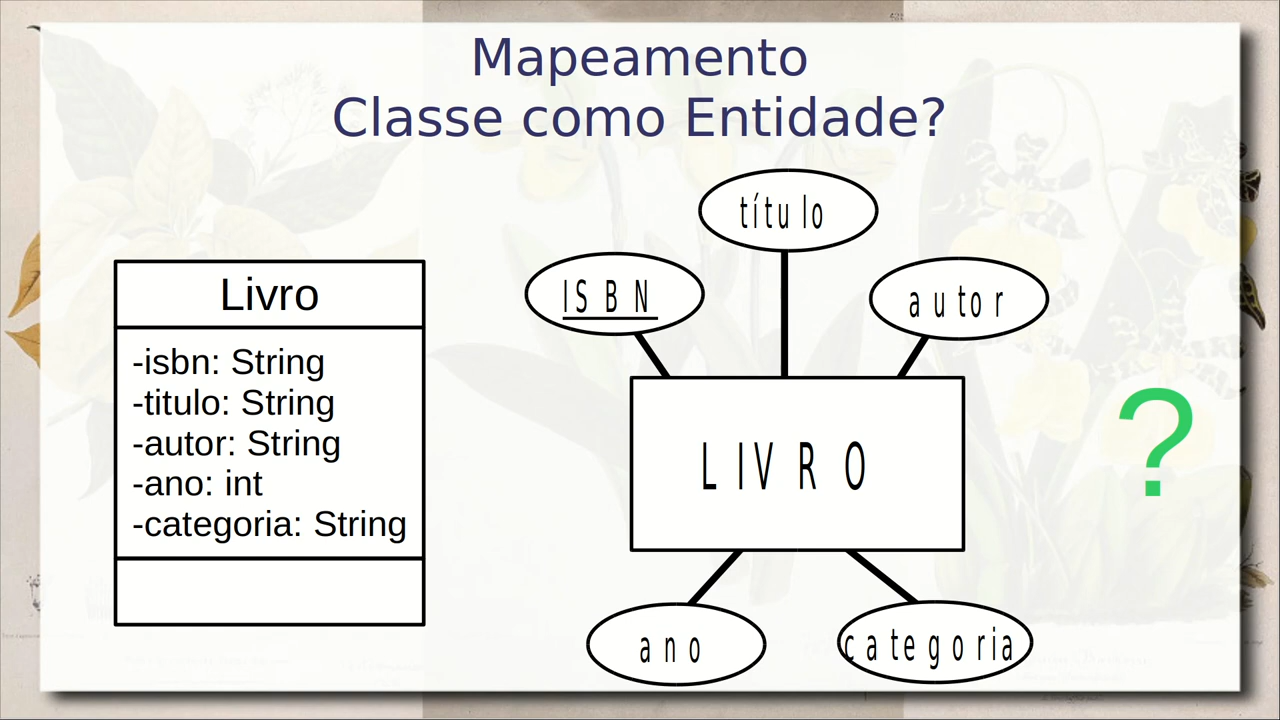 Mapeamento
Classe como Entidade?
Livro
-isbn: String
-titulo: String
-autor: String
-ano: int
-categoria: String
título
ISBN
autor
LIVRO
ano
categoria
?